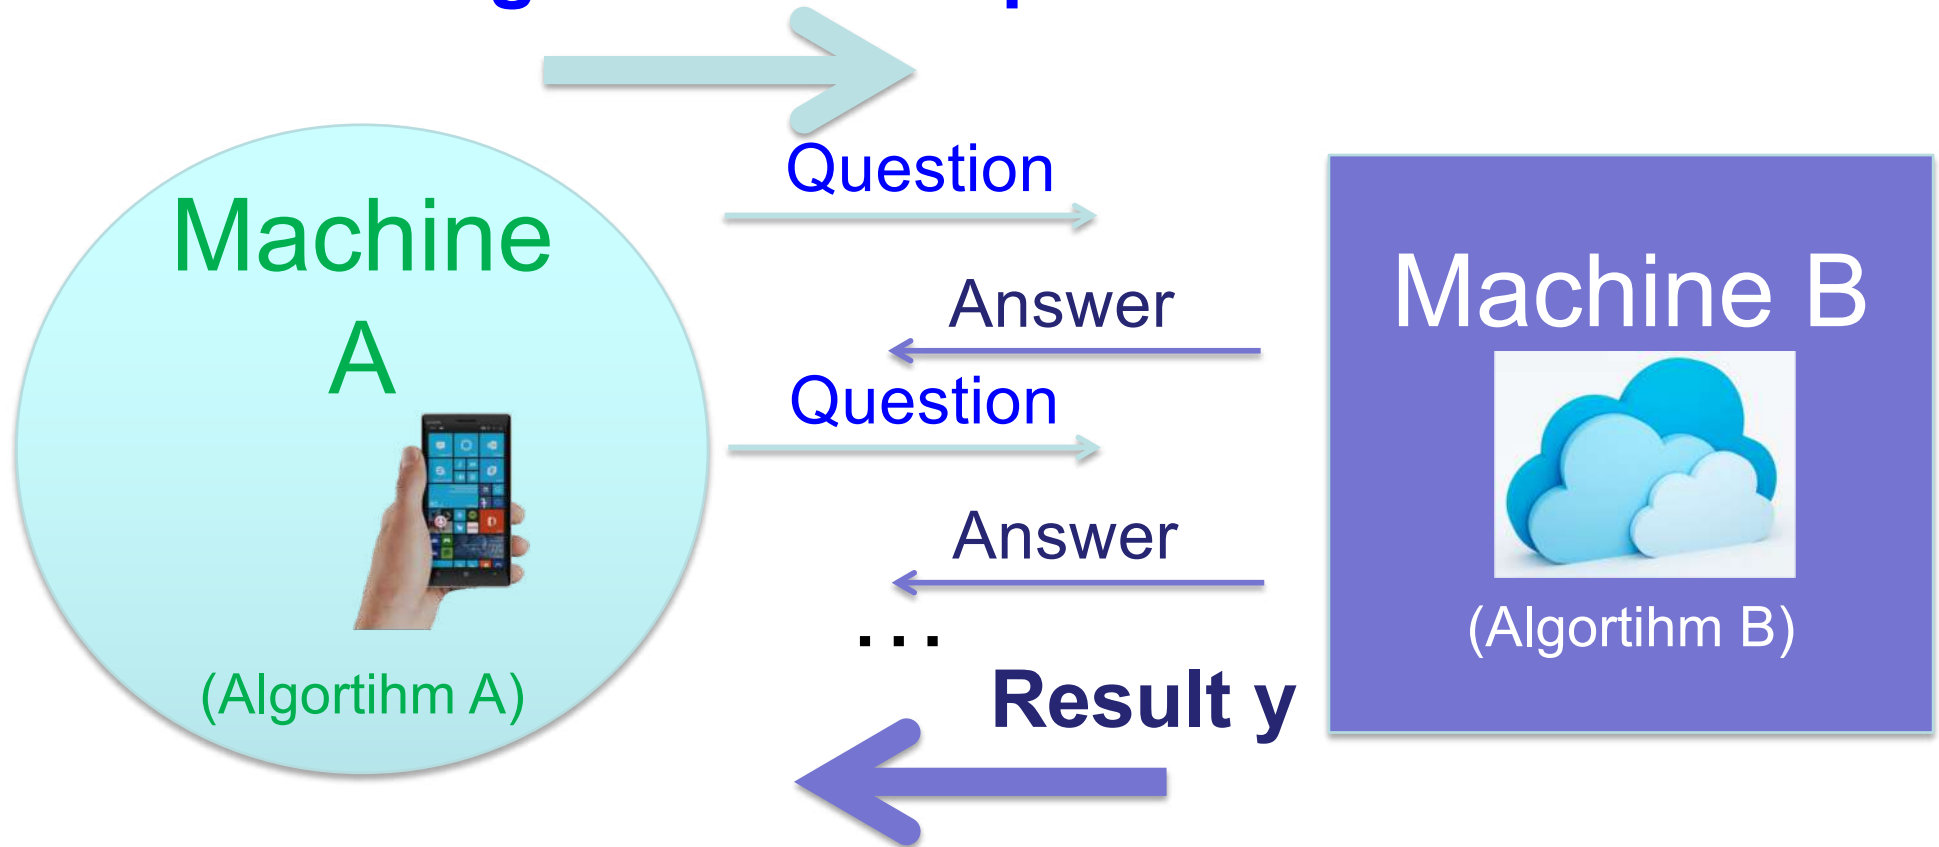 Question
Machine
A
Answer
Machine B
Question
Answer
(Algortihm B)
...
(Algortihm A)
Result y